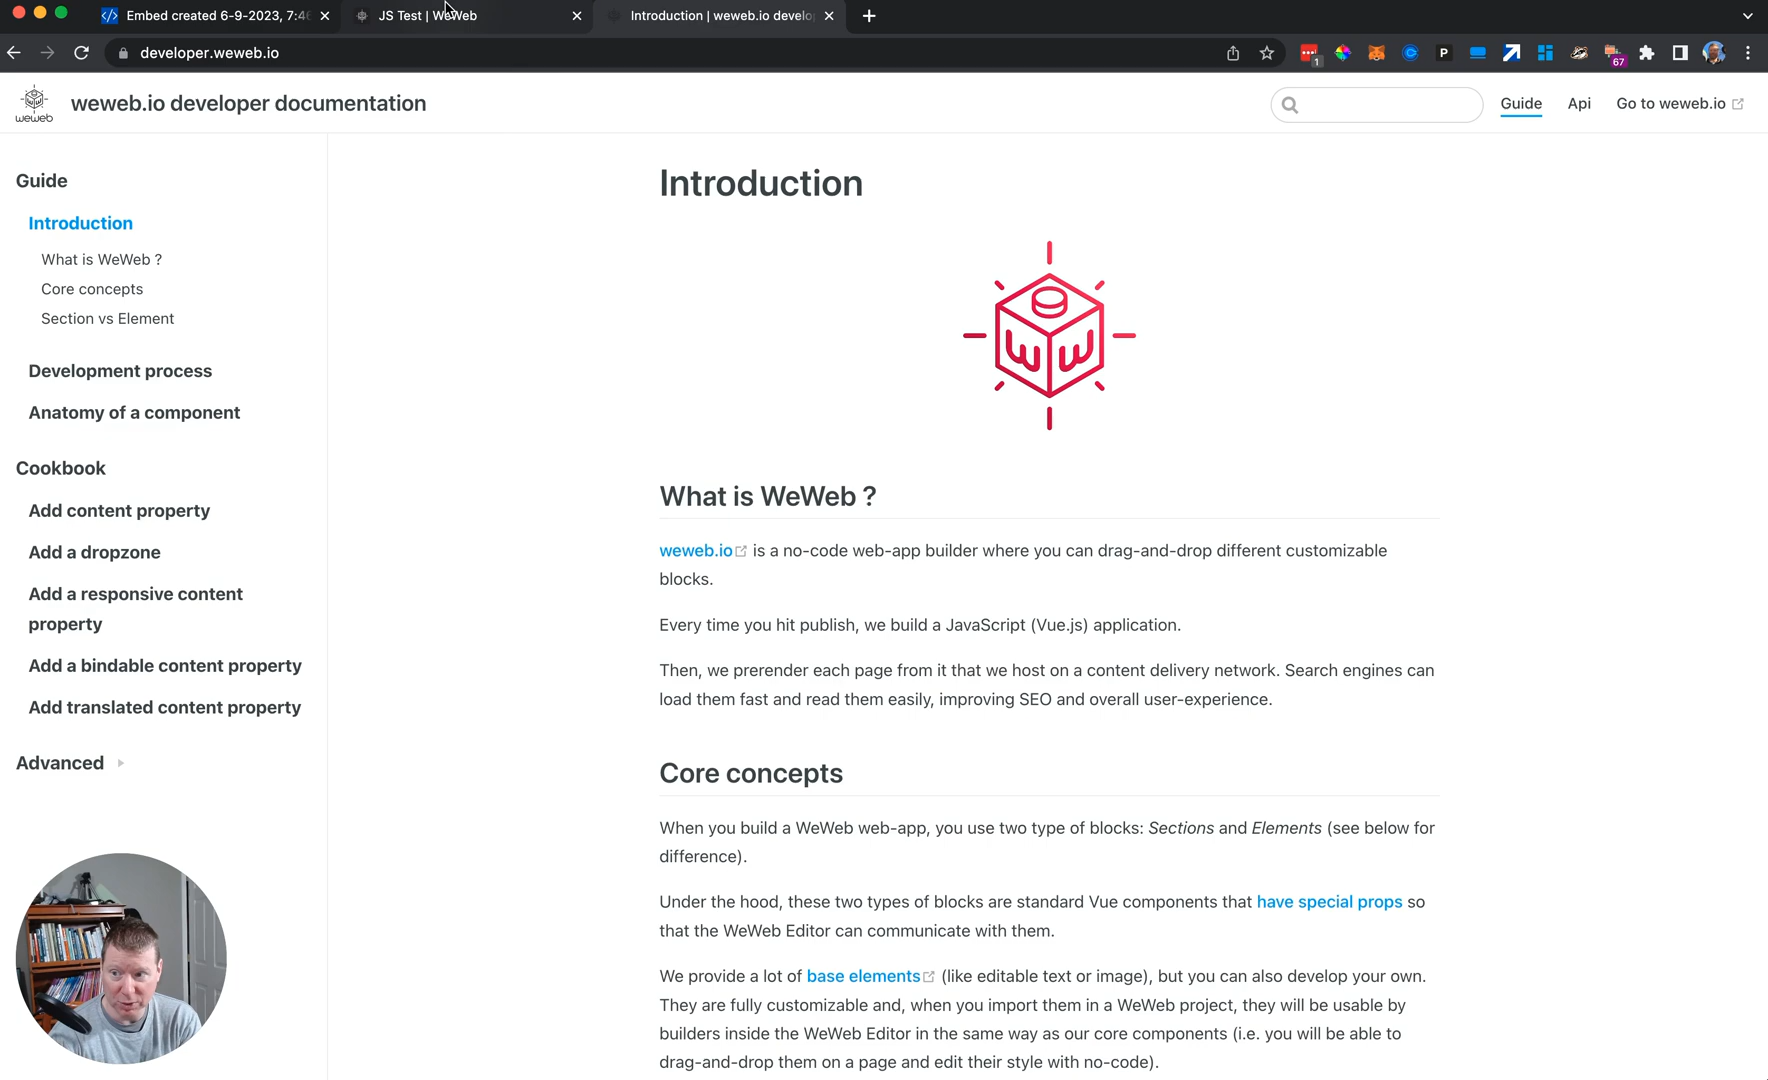 Embed created 6-9-2023, 7:4
JS Test | WeWeb
Introduction | weweb.io develo
developer.weweb.io
1
P
67
weweb
weweb.io developer documentation
Guide
Api
Go to weweb.io
Guide
Introduction
What is WeWeb ?
Core concepts
Section vs Element
Development process
Anatomy of a component
Cookbook
Add content property
Add a dropzone
Add a responsive content
property
Add a bindable content property
Add translated content property
Advanced
Introduction
What is WeWeb ?
weweb.io is a no-code web-app builder where you can drag-and-drop different customizable
blocks.
Every time you hit publish, we build a JavaScript (Vue.js) application.
Then, we prerender each page from it that we host on a content delivery network. Search engines can
load them fast and read them easily, improving SEO and overall user-experience.
Core concepts
When you build a WeWeb web-app, you use two type of blocks: Sections and Elements (see below for
difference).
Under the hood, these two types of blocks are standard Vue components that have special props so
that the WeWeb Editor can communicate with them.
We provide a lot of base elements (like editable text or image), but you can also develop your own.
They are fully customizable and, when you import them in a WeWeb project, they will be usable by
builders inside the WeWeb Editor in the same way as our core components (i.e. you will be able to
drag-and-drop them on a page and edit their style with no-code).